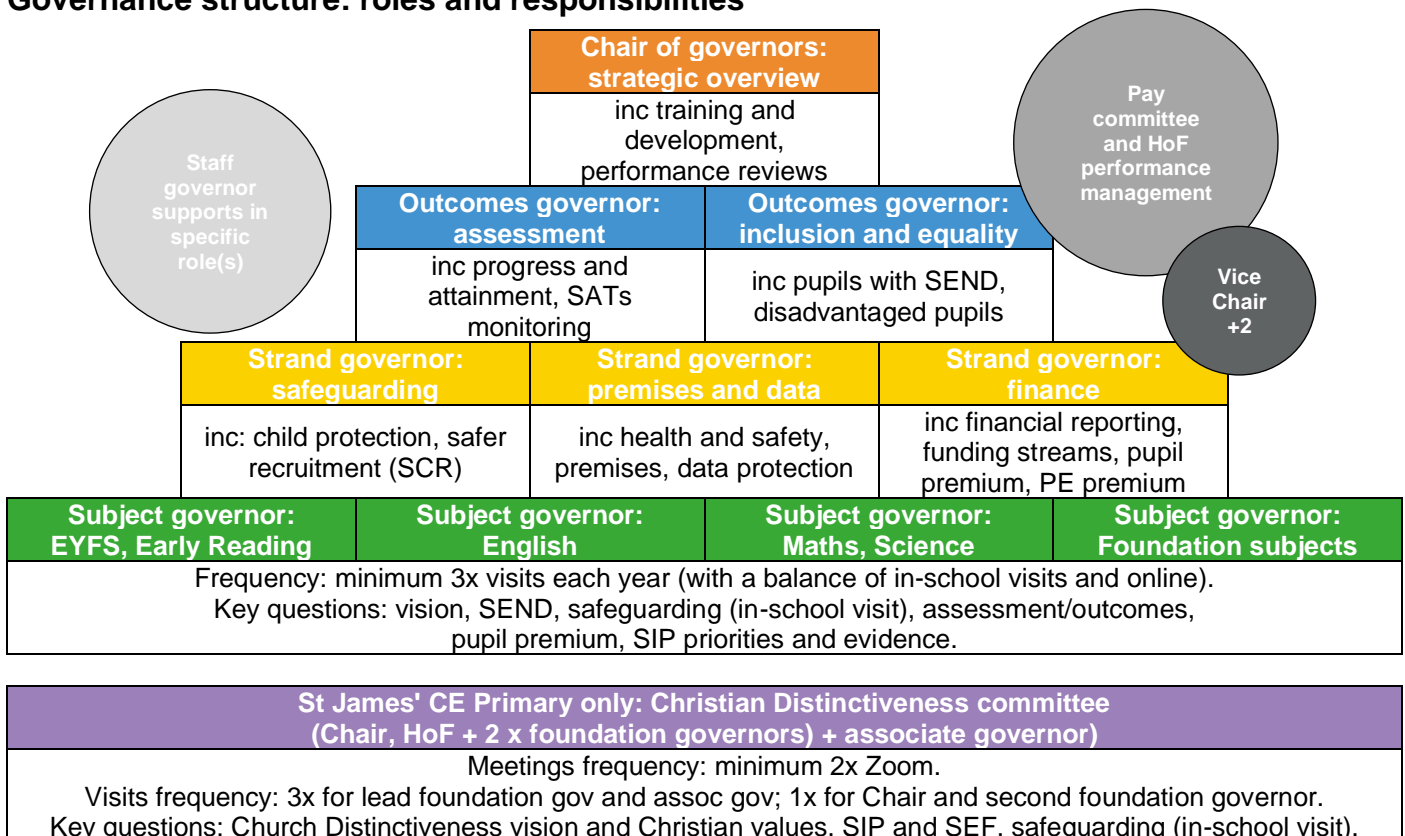 Governance structure: roles and responsibilities
Chair of governors:
strategic overview
inc training and
development,
performance reviews
Staff
governor
supports in
specific
role(s)
Pay
committee
and HoF
performance
management
Vice
Chair
+2
Outcomes governor:
assessment
inc progress and
attainment, SATs
monitoring
Outcomes governor:
inclusion and equality
inc pupils with SEND,
disadvantaged pupils
Strand governor:
safeguarding
inc: child protection, safer
recruitment (SCR)
Strand governor:
premises and data
inc health and safety,
premises, data protection
Strand governor:
finance
inc financial reporting,
funding streams, pupil
premium, PE premium
Subject governor:
EYFS, Early Reading
Subject governor:
English
Subject governor:
Maths, Science
Subject governor:
Foundation subjects
Frequency: minimum 3x visits each year (with a balance of in-school visits and online).
Key questions: vision, SEND, safeguarding (in-school visit), assessment/outcomes,
pupil premium, SIP priorities and evidence.
St James' CE Primary only: Christian Distinctiveness committee
(Chair, HoF + 2 x foundation governors) + associate governor)
Meetings frequency: minimum 2x Zoom.
Visits frequency: 3x for lead foundation gov and assoc gov; 1x for Chair and second foundation governor.
Key questions: Church Distinctiveness vision and Christian values, SIP and SEF, safeguarding (in-school visit).